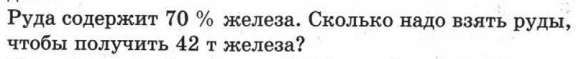 Руда содержит 70 % железа. Сколько надо взять руды,
чтобы получить 42 т железа?